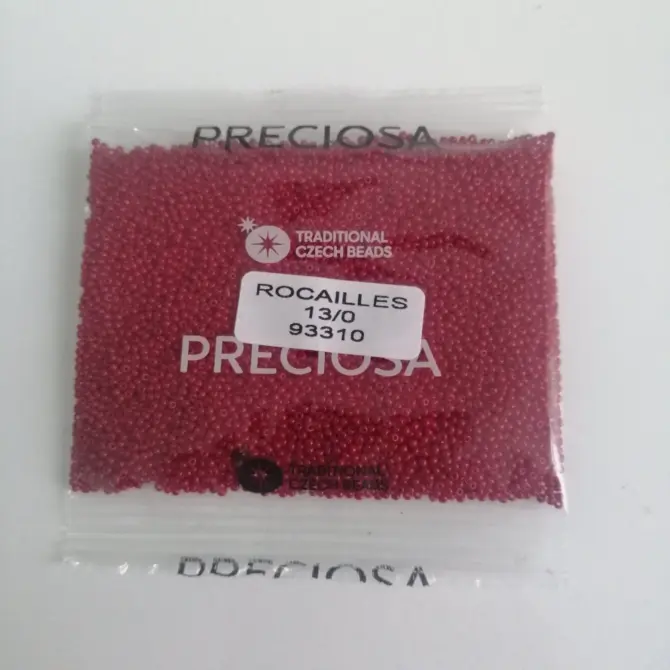 PRECIOSA
TRADITIONAL
CZECH BEADS
ROCAILLES
13/0
93310
PRECIOSA
TRADITIONAL
CZECH BEADS
PRECIOSA